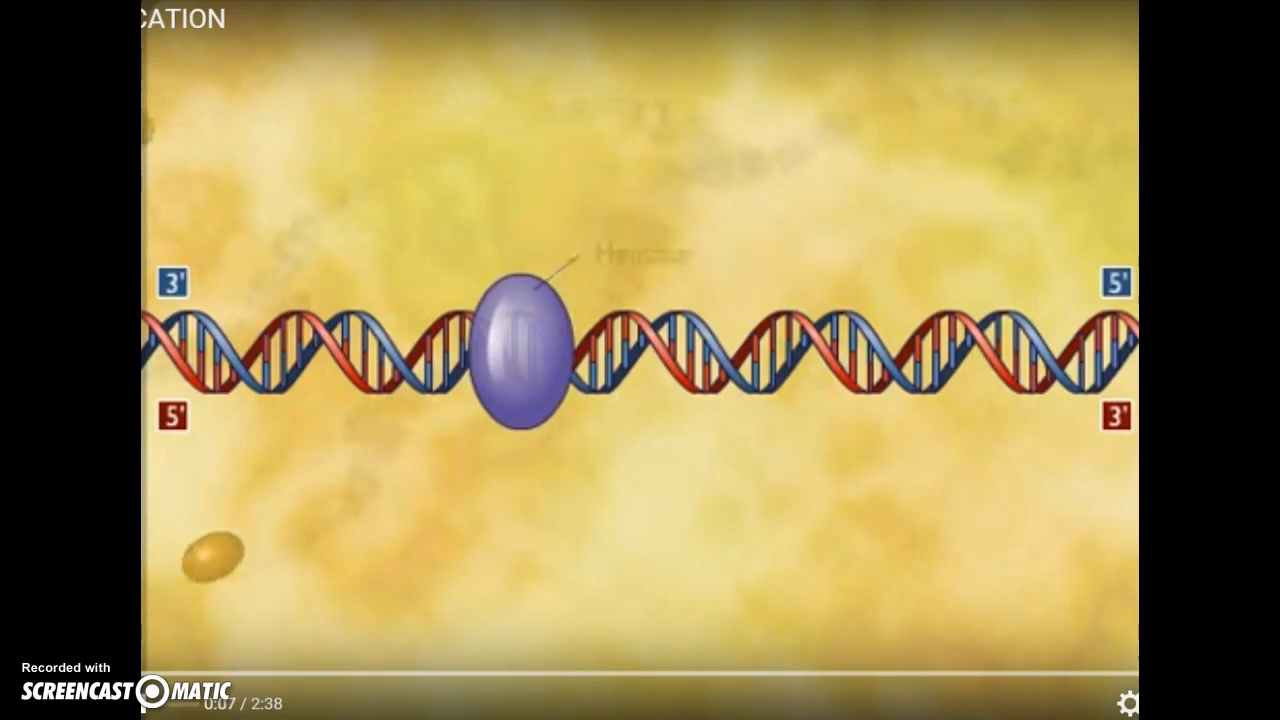 CATION
3' 5'
5' 3'
Recorded with
SCREENCAST MATIC
0:07 / 2:38